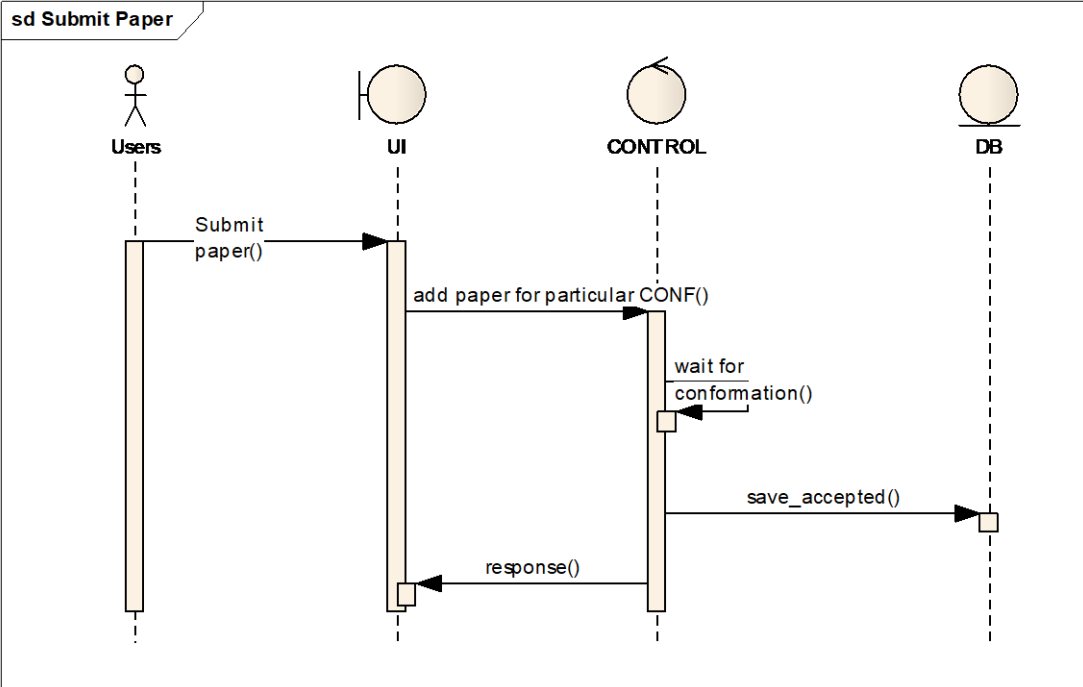 sd Submit Paper
Users
UI
CONTROL
DB
Submit
paper()
add paper for particular CONF()
wait for
conformation()
save_accepted()
response()